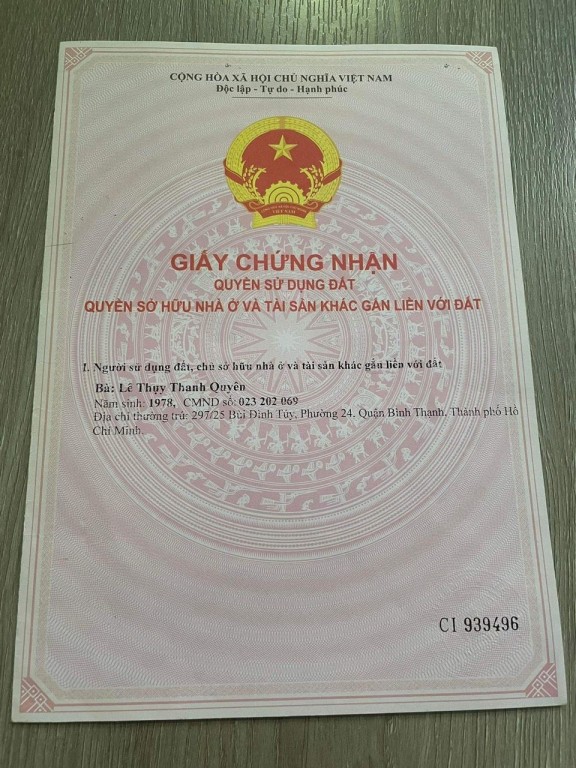 CỘNG HÒA XÃ HỘI CHỦ NGHĨA VIỆT NAM
Độc lập - Tự do - Hạnh phúc
VIỆT NAM
GIẤY CHỨNG NHẬN
QUYỀN SỬ DỤNG ĐẤT
QUYỀN SỞ HỮU NHÀ Ở VÀ TÀI SẢN KHÁC GẮN LIỀN VỚI ĐẤT
I. Người sử dụng đất, chủ sở hữu nhà ở và tài sản khác gắn liền với đất
Bà: Lê Thụy Thanh Quyên
Năm sinh: 1978, CMND số: 023 202 069
Địa chỉ thường trú: 297/25 Bùi Đình Túy, Phường 24, Quận Bình Thạnh, Thành phố Hồ
Chí Minh.
CI 939496